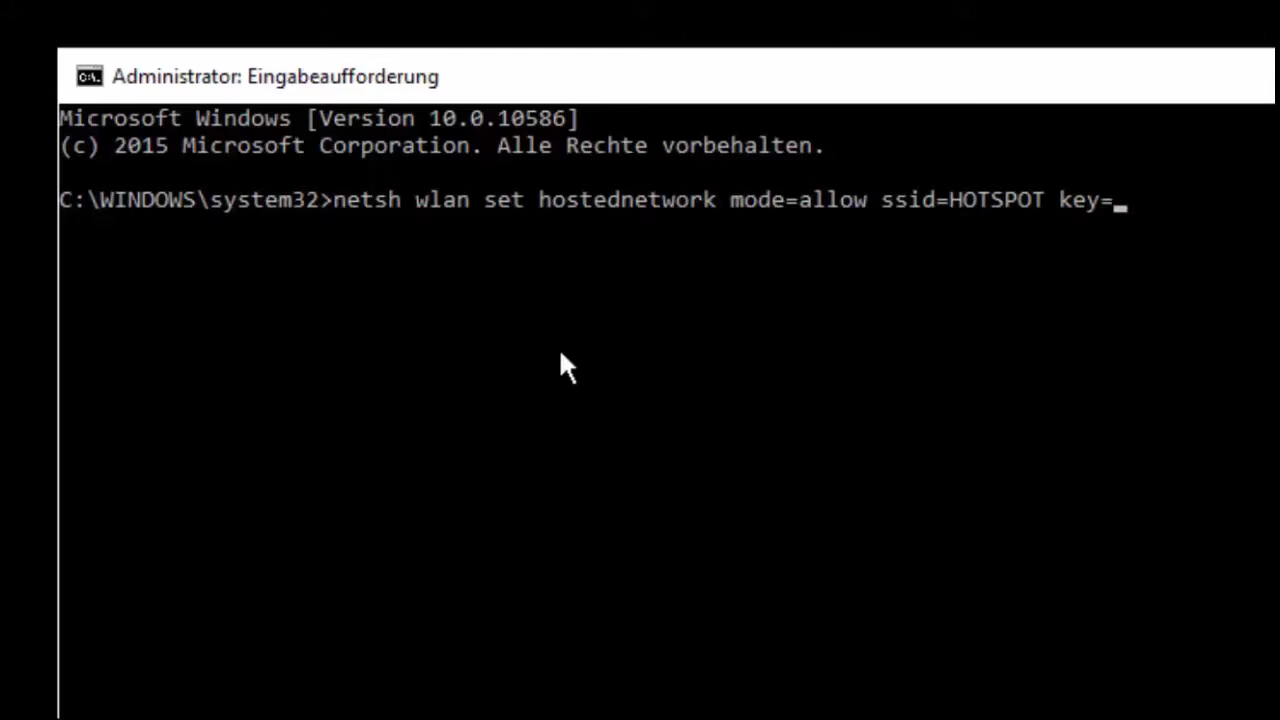 Administrator: Eingabeaufforderung
Microsoft Windows [Version 10.0.10586]
(c) 2015 Microsoft Corporation. Alle Rechte vorbehalten.
C:\WINDOWS\system32>netsh wlan set hostednetwork mode=allow ssid=HOTSPOT key=